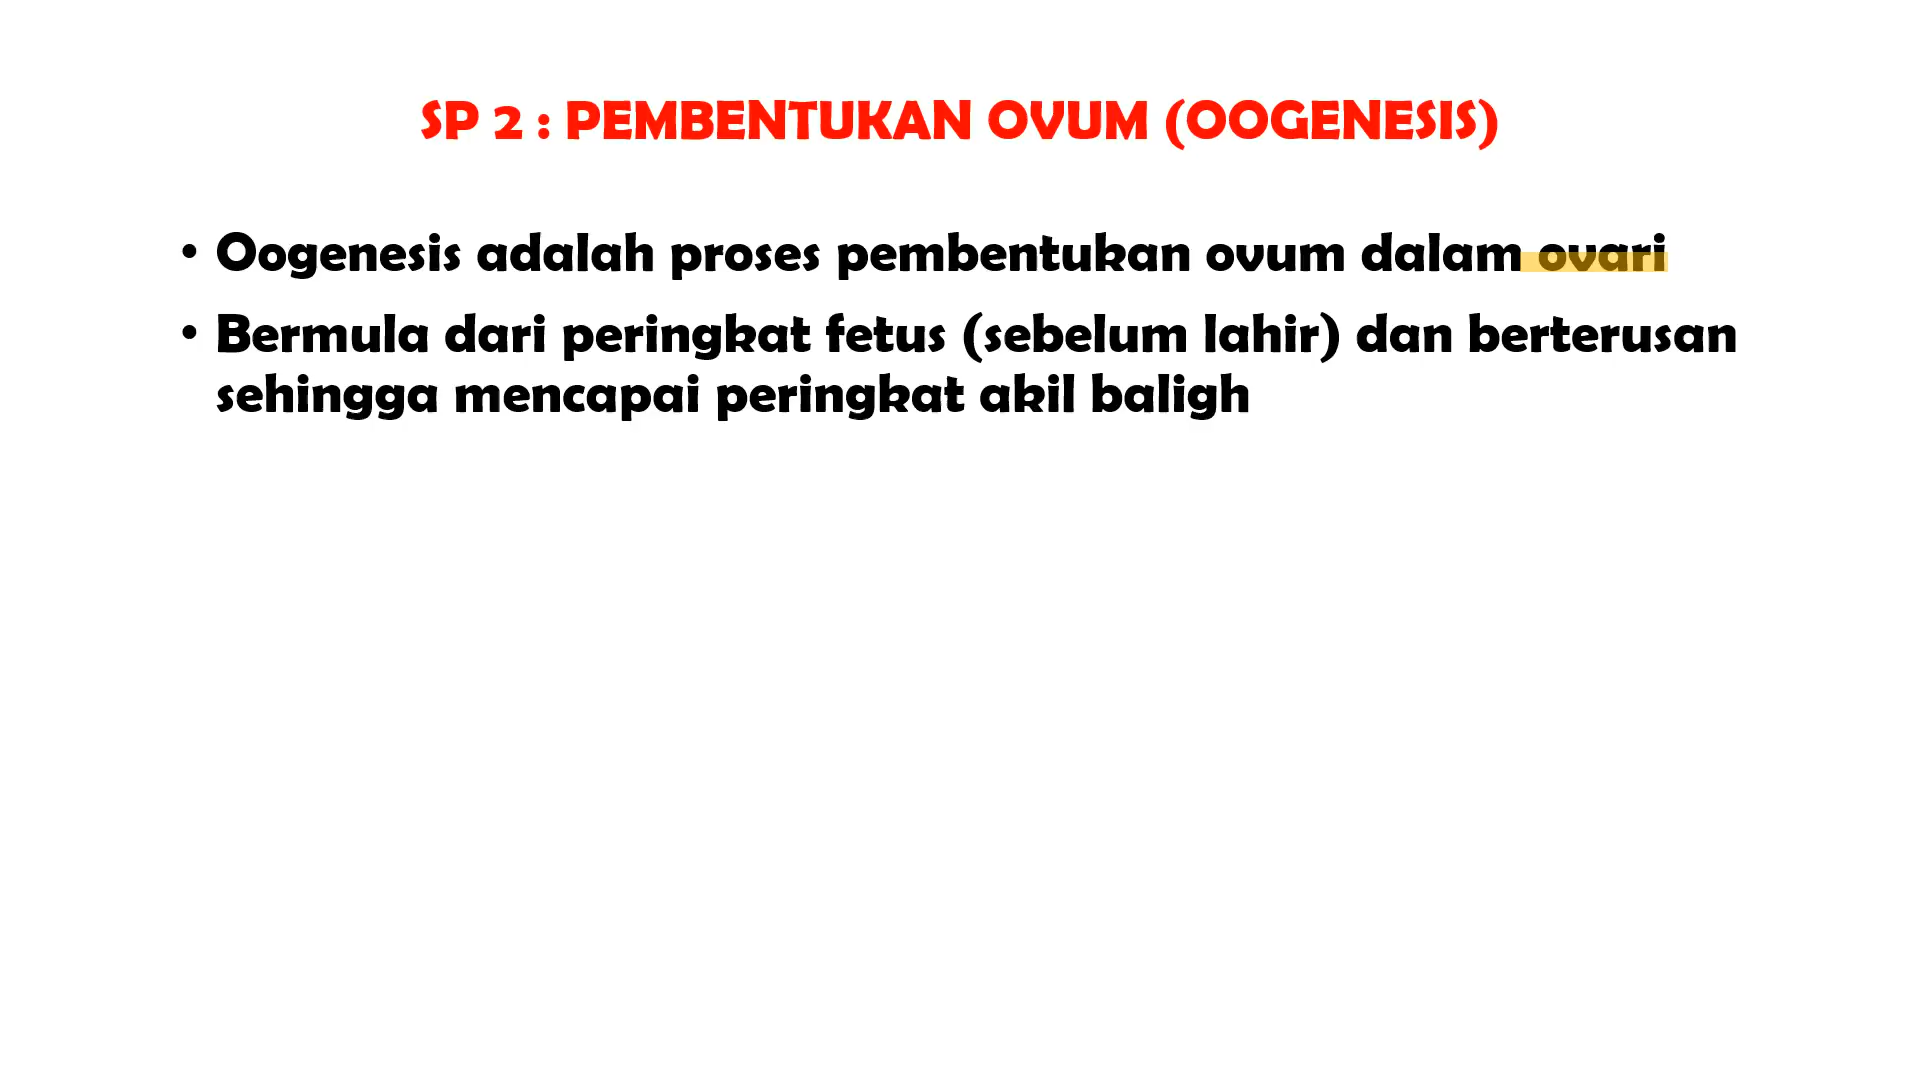 SP 2 : PEMBENTUKAN OVUM (OOGENESIS)
• Oogenesis adalah proses pembentukan ovum dalam ovari
• Bermula dari peringkat fetus (sebelum lahir) dan berterusan
sehingga mencapai peringkat akil baligh